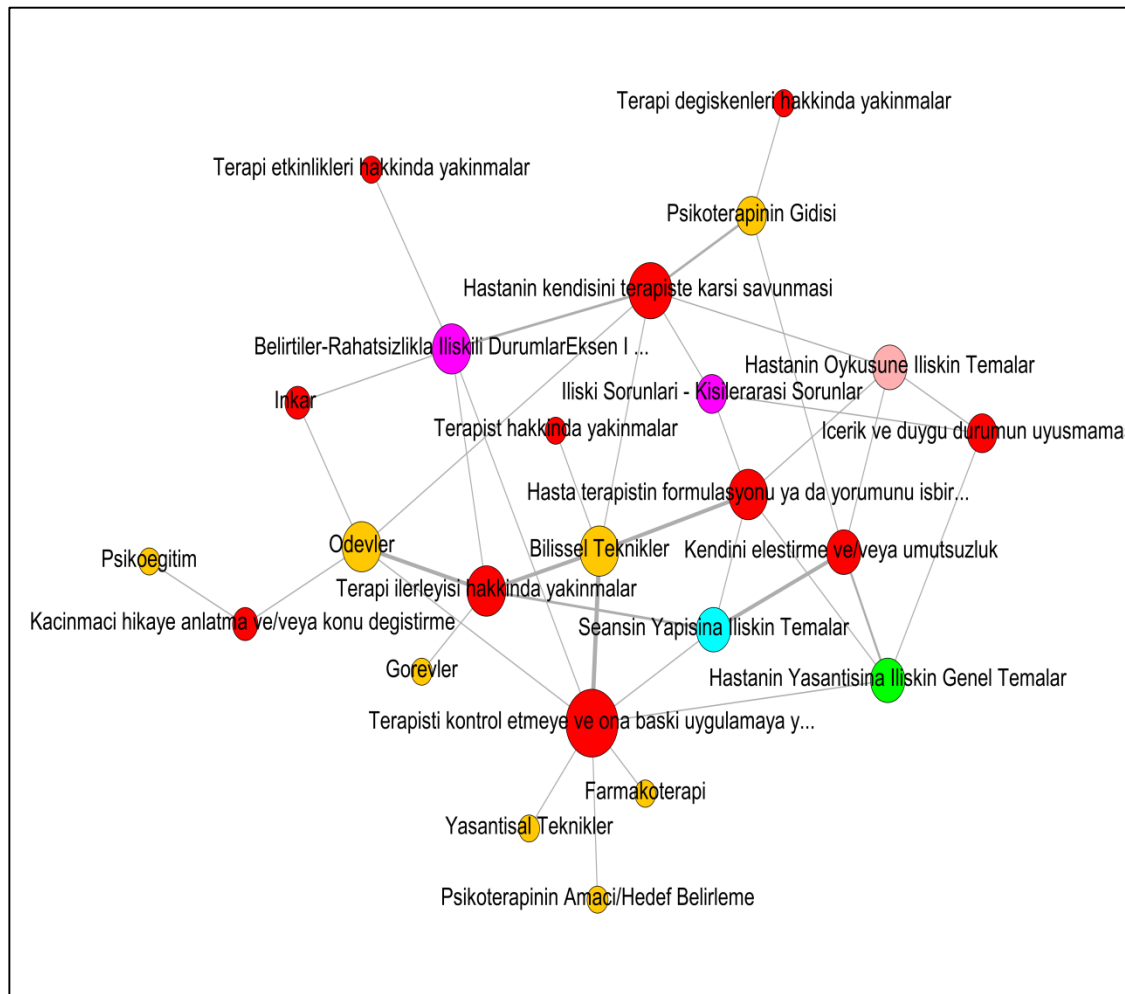 Terapi degiskenleri hakkinda yakinmalar
Terapi etkinlikleri hakkinda yakinmalar
Psikoterapinin Gidisi
Hastanin kendisini terapiste karsi savunmasi
Belirtiler-Rahatsizlikla Iliskili DurumlarEksen I ...
Hastanin Oykusune Iliskin Temalar
Iliski Sorunlari - Kisilerarasi Sorunlar
Inkar
Terapist hakkinda yakinmalar
Icerik ve duygu durumun uyusmamas
Hasta terapistin formulasyonu ya da yorumunu isbir...
Odevler
Bilissel Teknikler
Kendini elestirme ve/veya umutsuzluk
Psikoegitim
Terapi ilerleyisi hakkinda yakinmalar
Kacinmaci hikaye anlatma ve/veya konu degistirme
Seansin Yapisina Iliskin Temalar
Gorevler
Hastanin Yasantisina Iliskin Genel Temalar
Terapisti kontrol etmeye ve ona baski uygulamaya y...
Farmakoterapi
Yasantisal Teknikler
Psikoterapinin Amaci/Hedef Belirleme